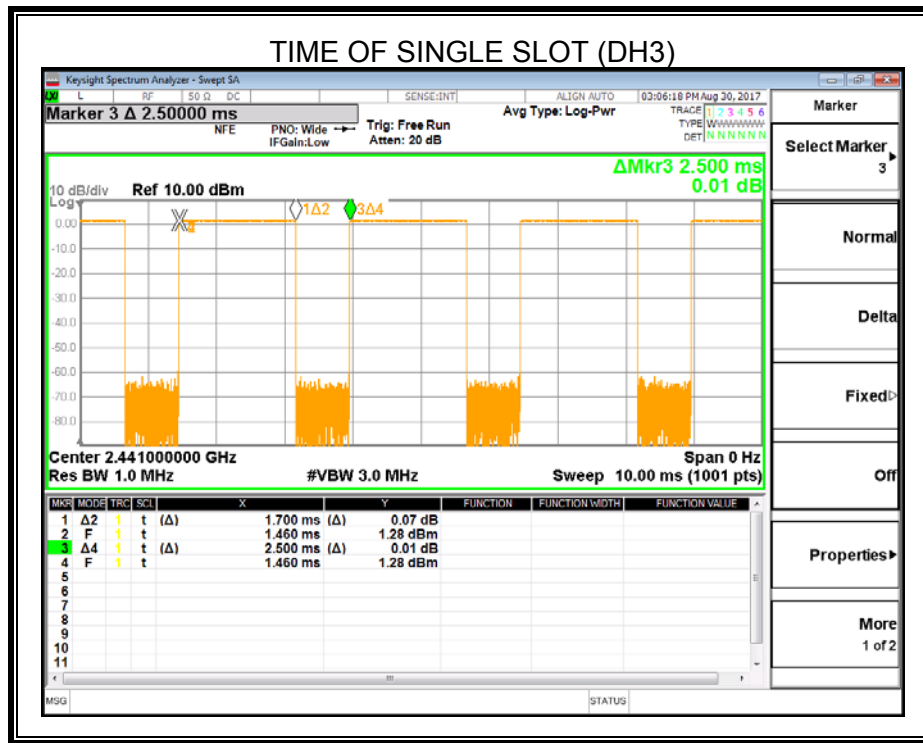 TIME OF SINGLE SLOT (DH3)
Keysight Spectrum Analyzer - Swept SA
LXI L RF 50 Ω DC SENSE:INT ALIGN AUTO 03:06:18 PM Aug 30, 2017
Marker 3 Δ 2.50000 ms
NFE
PNO: Wide
IFGain:Low
Trig: Free Run
Atten: 20 dB
Avg Type: Log-Pwr
TRACE 1 2 3 4 5 6
TYPE
DET N N N N N N
ΔMkr3 2.500 ms
0.01 dB
10 dB/div Ref 10.00 dBm
Log
1Δ2 3Δ4
0.00
-10.0
-20.0
-30.0
-40.0
-50.0
-60.0
-70.0
-80.0
Center 2.441000000 GHz Span 0 Hz
Res BW 1.0 MHz #VBW 3.0 MHz Sweep 10.00 ms (1001 pts)
MKR MODE TRC SCL X Y FUNCTION FUNCTION WIDTH FUNCTION VALUE
1 Δ2 1 t (Δ) 1.700 ms (Δ) 0.07 dB
2 F 1 t 1.460 ms 1.28 dBm
3 Δ4 1 t (Δ) 2.500 ms (Δ) 0.01 dB
4 F 1 t 1.460 ms 1.28 dBm
5
6
7
8
9
10
11
MSG STATUS
Marker
Select Marker
3
Normal
Delta
Fixed
Off
Properties
More
1 of 2